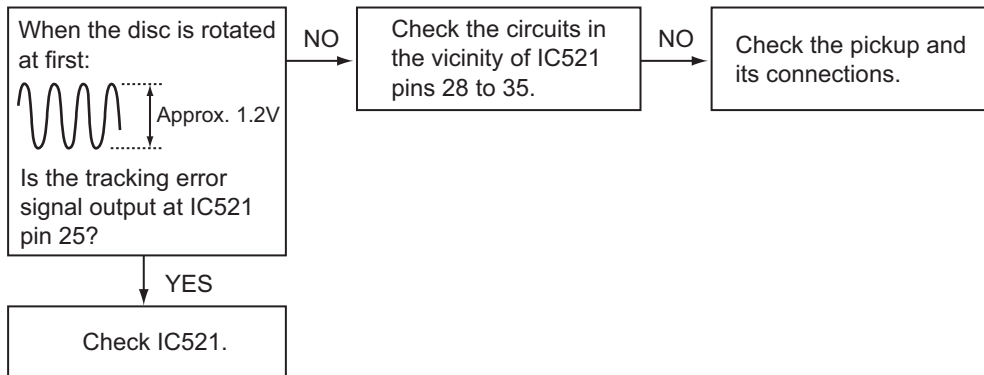 When the disc is rotated
at first:
Approx. 1.2V
Is the tracking error
signal output at IC521
pin 25?
NO
Check the circuits in
the vicinity of IC521
pins 28 to 35.
NO
Check the pickup and
its connections.
YES
Check IC521.